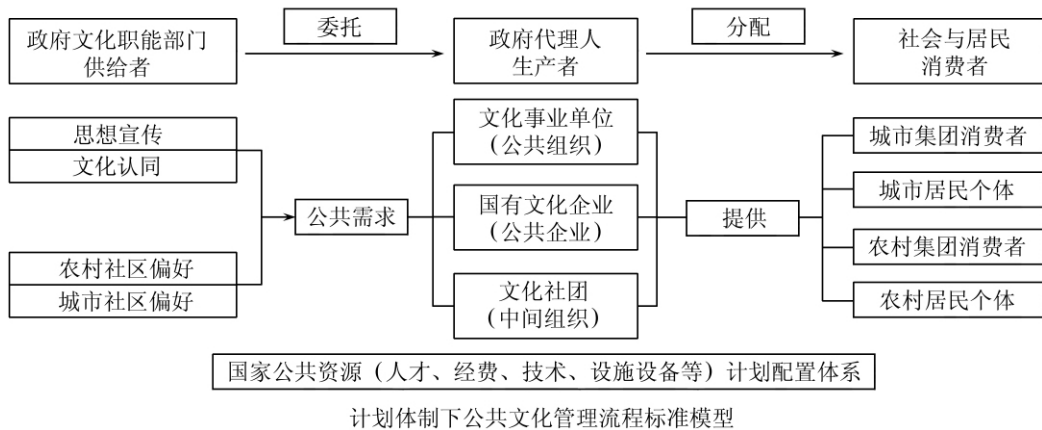 政府文化职能部门
供给者
委托
政府代理人
生产者
分配
社会与居民
消费者
思想宣传
文化认同
农村社区偏好
城市社区偏好
公共需求
文化事业单位
(公共组织)
国有文化企业
(公共企业)
文化社团
(中间组织)
提供
城市集团消费者
城市居民个体
农村集团消费者
农村居民个体
国家公共资源（人才、经费、技术、设施设备等）计划配置体系
计划体制下公共文化管理流程标准模型